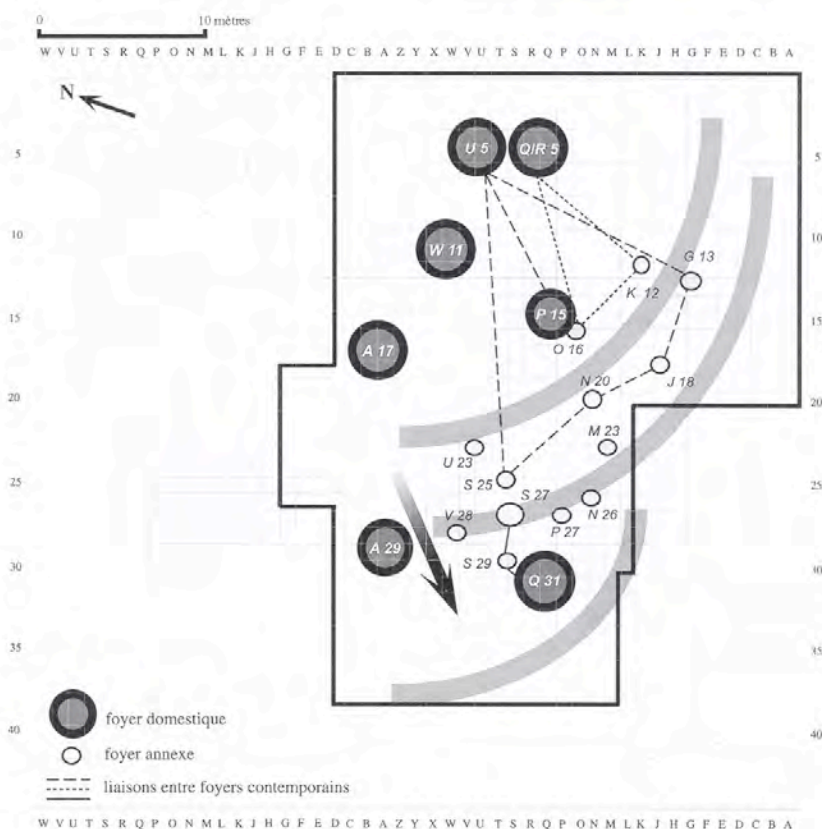 0 10 mètres
W V U T S R Q P O N M L K J H G F E D C B A Z Y X W V U T S R Q P O N M L K J H G F E D C B A
N
5 U 5 Q/R 5 5
10 W 11 10
G 13
K 12
15 P 15 15
O 16
A 17
J 18
20 N 20 20
M 23
U 23
25 S 25 25
S 27
V 28 N 26
P 27
A 29
30 S 29 Q 31 30
35 35
foyer domestique
40 40
foyer annexe
liaisons entre foyers contemporains
W V U T S R Q P O N M L K J H G F E D C B A Z Y X W V U T S R Q P O N M L K J H G F E D C B A